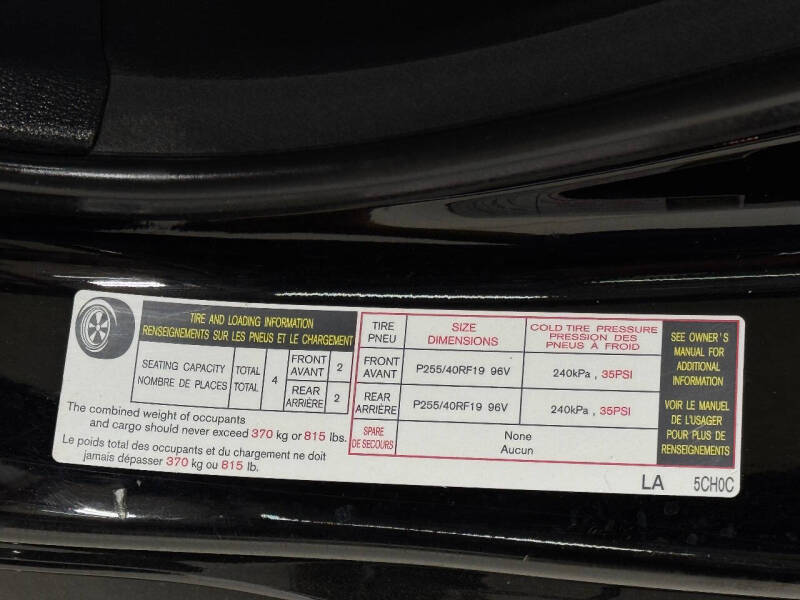 TIRE AND LOADING INFORMATION
RENSEIGNEMENTS SUR LES PNEUS ET LE CHARGEMENT
SEATING CAPACITY
NOMBRE DE PLACES
TOTAL
TOTAL
4
FRONT
AVANT
2
REAR
ARRIÈRE
2
The combined weight of occupants
and cargo should never exceed 370 kg or 815 lbs.
Le poids total des occupants et du chargement ne doit
jamais dépasser 370 kg ou 815 lb.
TIRE
PNEU
SIZE
DIMENSIONS
COLD TIRE PRESSURE
PRESSION DES
PNEUS À FROID
FRONT
AVANT
P255/40RF19 96V
240kPa , 35PSI
REAR
ARRIÈRE
P255/40RF19 96V
240kPa , 35PSI
SPARE
DE SECOURS
None
Aucun
SEE OWNER'S
MANUAL FOR
ADDITIONAL
INFORMATION
VOIR LE MANUEL
DE L'USAGER
POUR PLUS DE
RENSEIGNEMENTS
LA 5CH0C